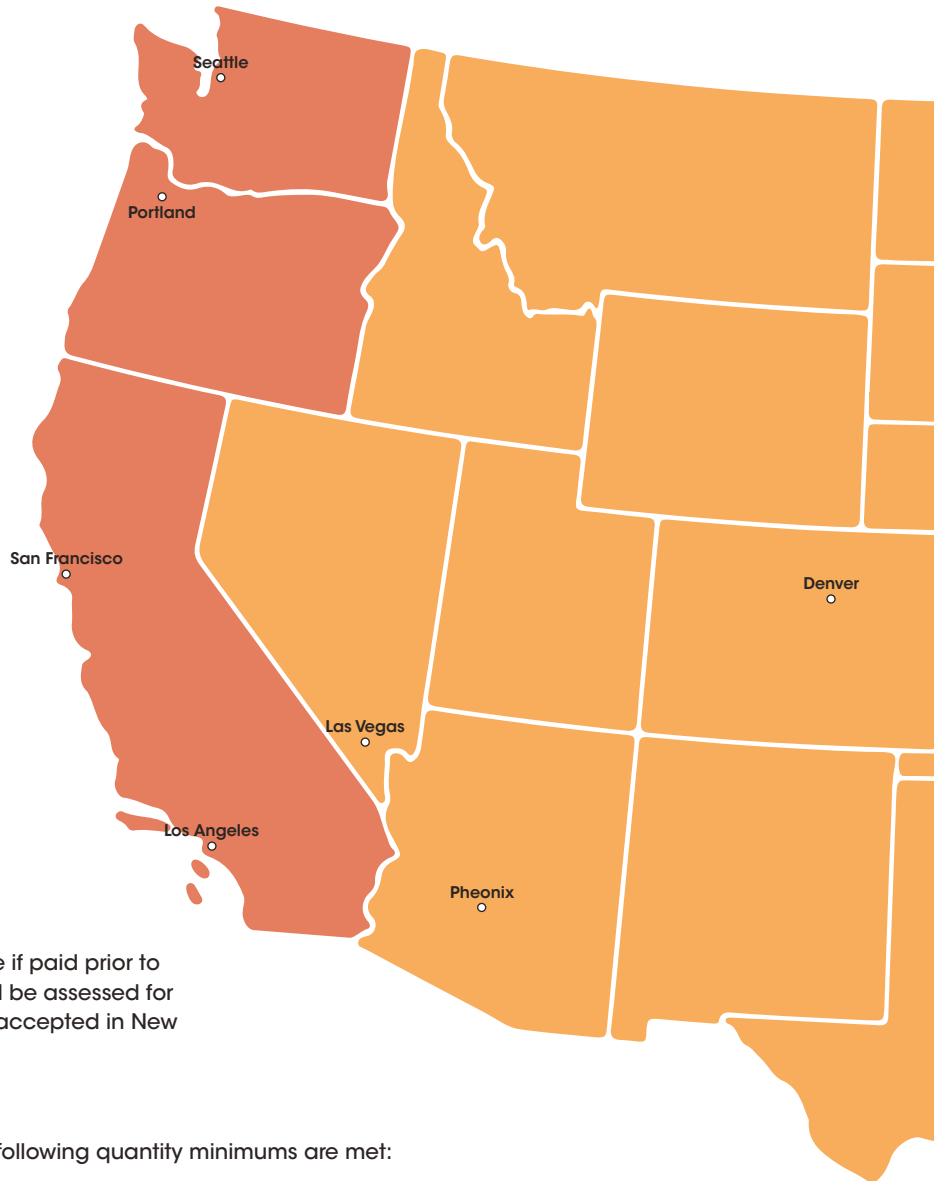 Seattle
Portland
San Francisco
Denver
Las Vegas
Los Angeles
Pheonix
if paid prior to
be assessed for
accepted in New
following quantity minimums are met: